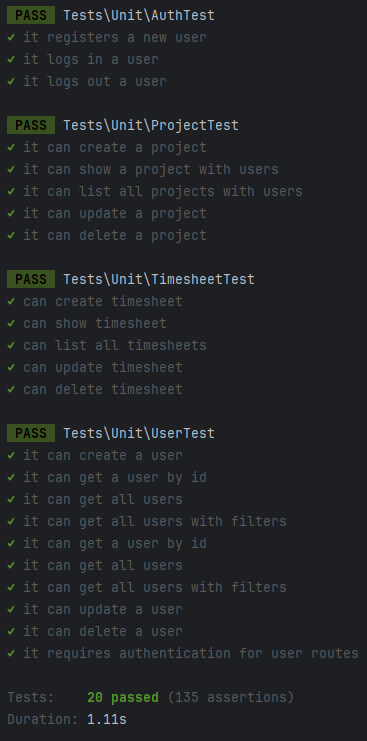 PASS Tests\Unit\AuthTest
✓ it registers a new user
✓ it logs in a user
✓ it logs out a user
PASS Tests\Unit\ProjectTest
✓ it can create a project
✓ it can show a project with users
✓ it can list all projects with users
✓ it can update a project
✓ it can delete a project
PASS Tests\Unit\TimesheetTest
✓ can create timesheet
✓ can show timesheet
✓ can list all timesheets
✓ can update timesheet
✓ can delete timesheet
PASS Tests\Unit\UserTest
✓ it can create a user
✓ it can get a user by id
✓ it can get all users
✓ it can get all users with filters
✓ it can get a user by id
✓ it can get all users
✓ it can get all users with filters
✓ it can update a user
✓ it can delete a user
✓ it requires authentication for user routes
Tests: 20 passed (135 assertions)
Duration: 1.11s